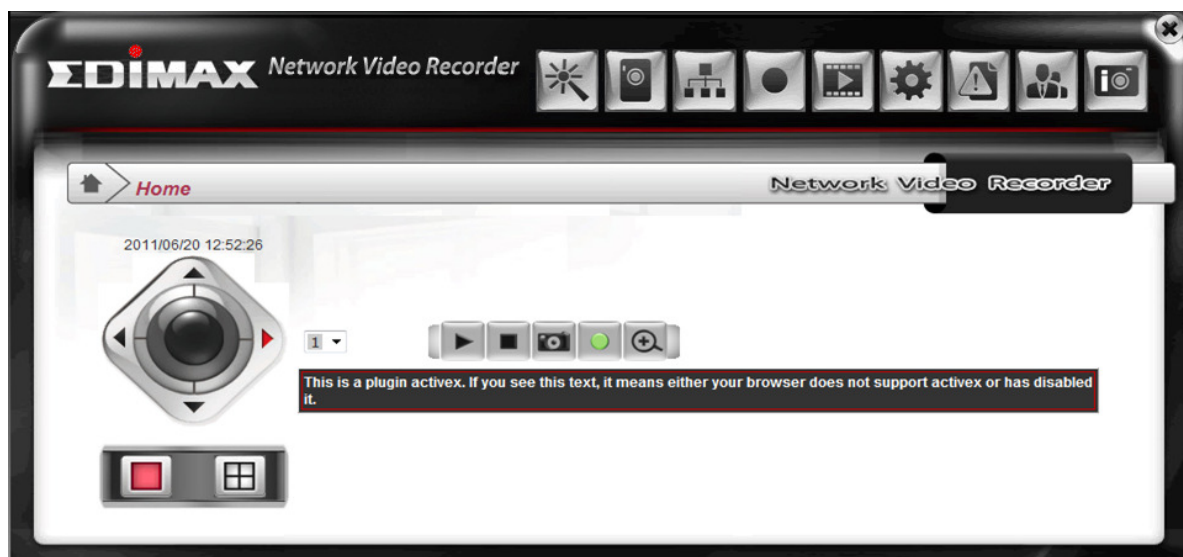 EDIMAX Network Video Recorder
Home
Network Video Recorder
2011/06/20 12:52:26
1
This is a plugin activex. If you see this text, it means either your browser does not support activex or has disabled
it.